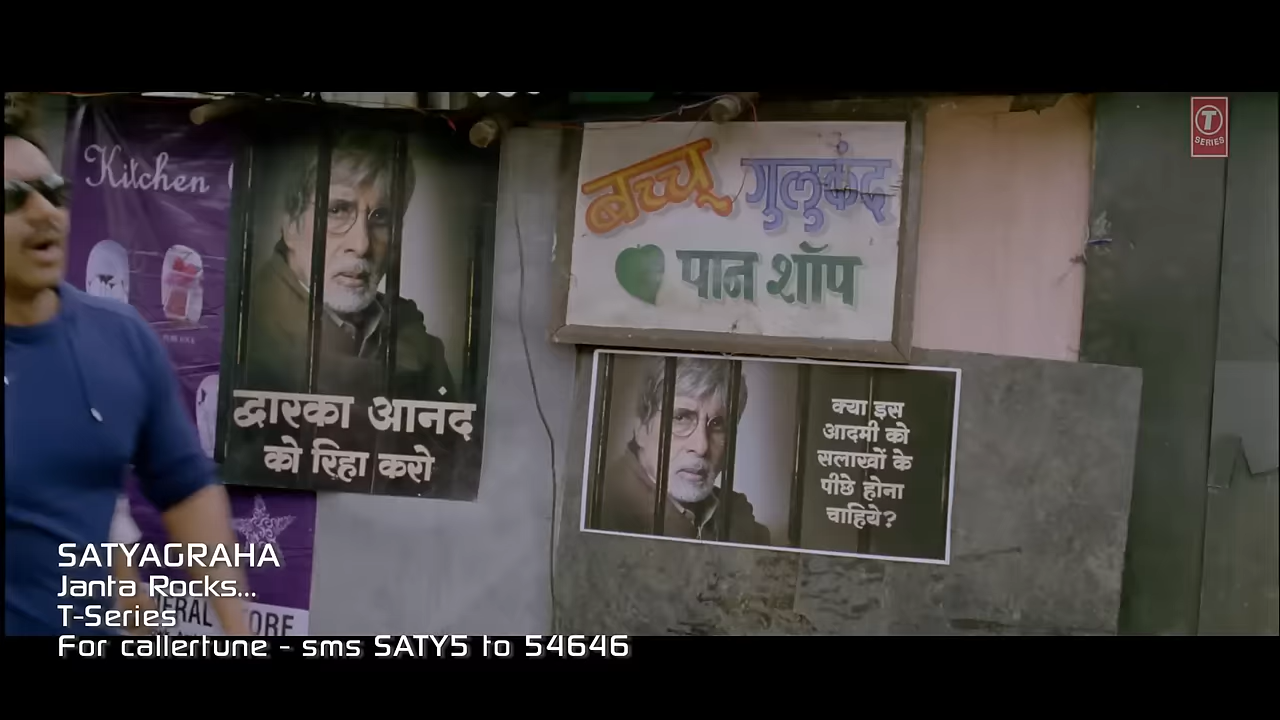 Kitchen
द्वारका आनंद
को रिहा करो
बच्चू गुलुकंद
पान शॉप
क्या इस
आदमी को
सलाखों के
पीछे होना
चाहिये?
T
SERIES
SATYAGRAHA
Janta Rocks...
T-Series
For callertune - sms SATY5 to 54646